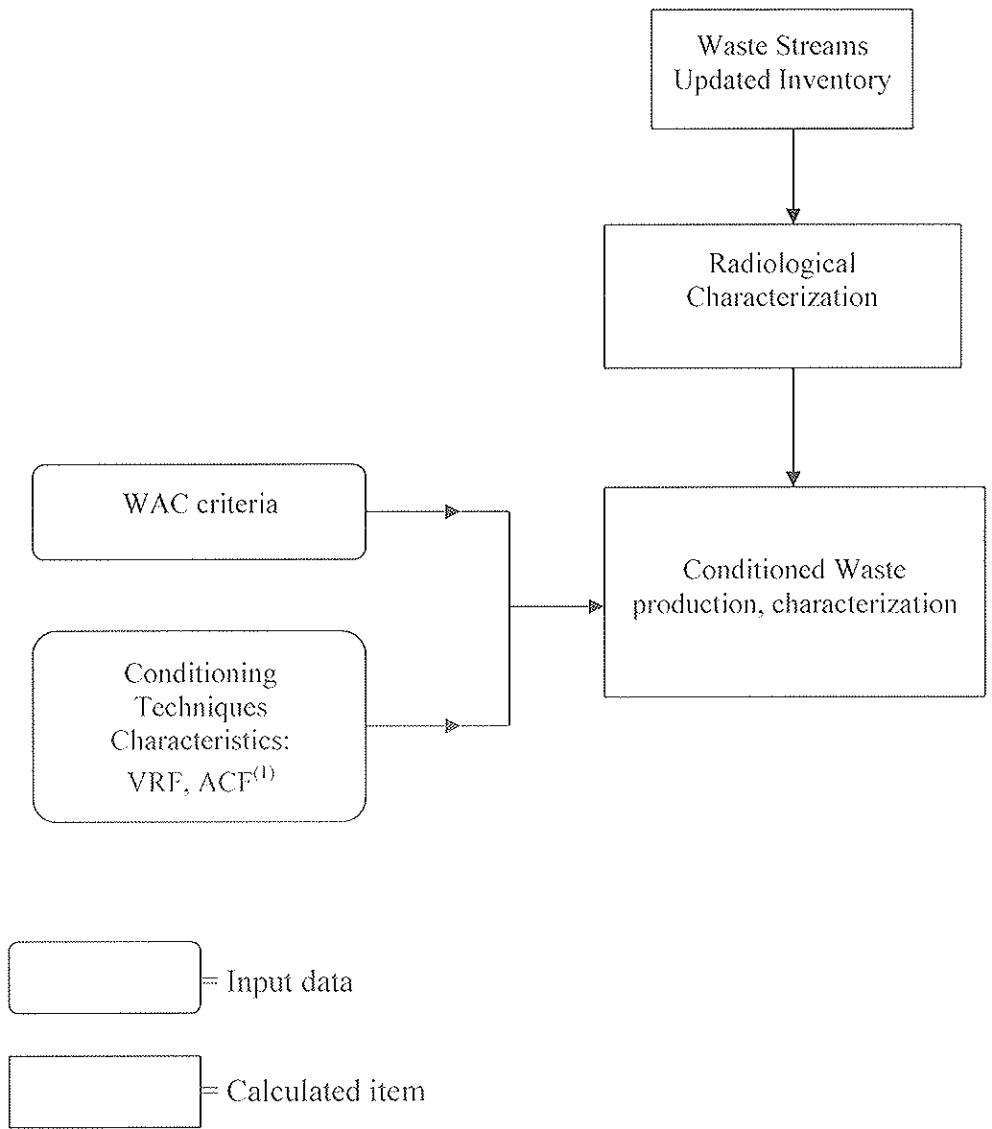 Waste Streams
Updated Inventory
Radiological
Characterization
WAC criteria
Conditioned Waste
production, characterization
Conditioning
Techniques
Characteristics:
VRF, ACF(1)
= Input data
= Calculated item